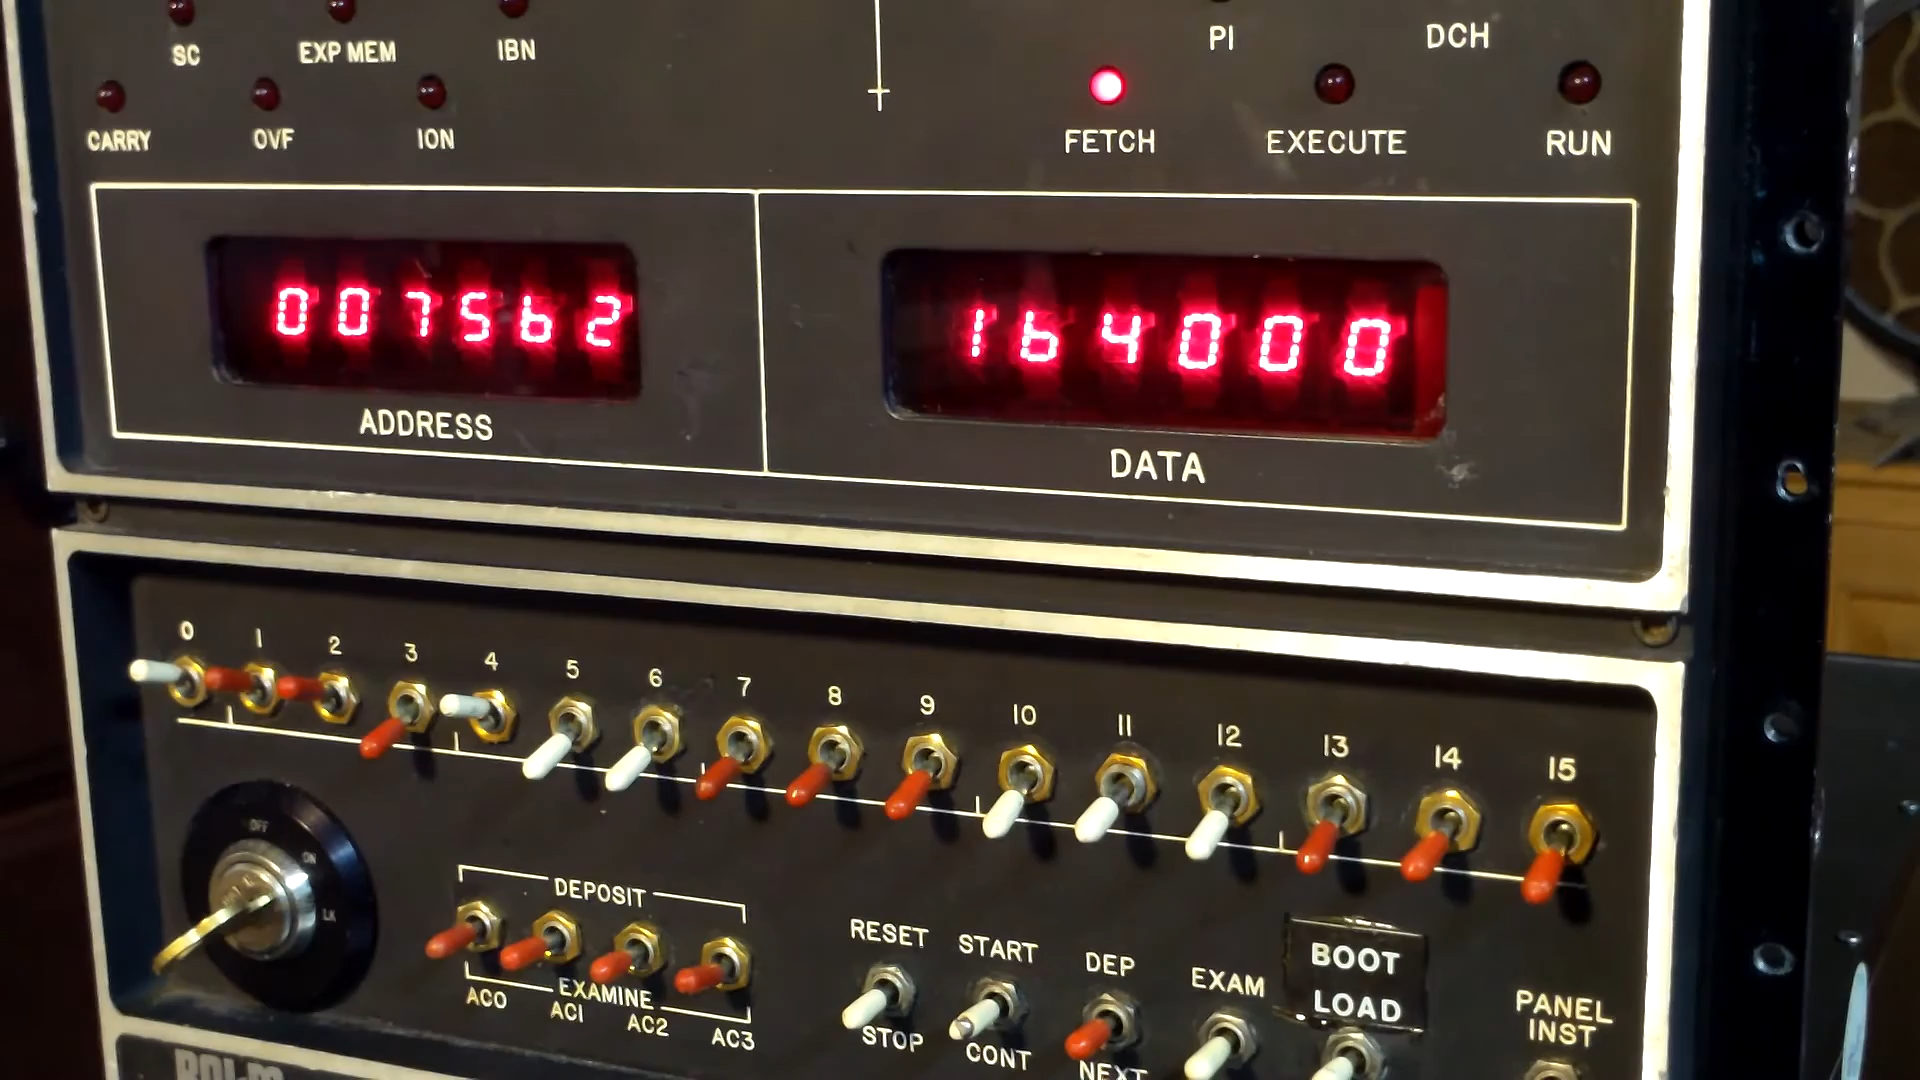 SC EXP MEM IBN PI DCH
CARRY OVF ION FETCH EXECUTE RUN
007562 164000
ADDRESS DATA
0 1 2 3 4 5 6 7 8 9 10 11 12 13 14 15
OFF
ON
LK
DEPOSIT
EXAMINE
AC0 AC1 AC2 AC3
RESET START DEP EXAM BOOT LOAD PANEL INST
STOP CONT NEXT